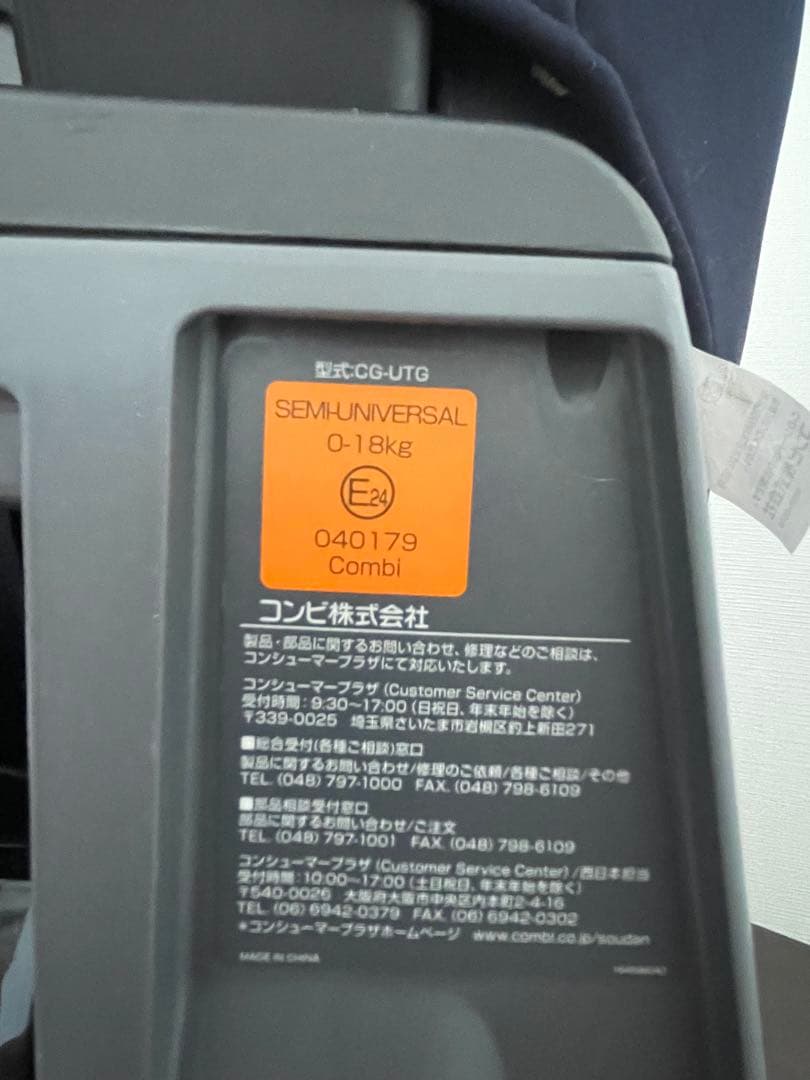 型式:CG-UTG
SEMI-UNIVERSAL
0-18kg
E24
040179
Combi
コンビ株式会社
製品・部品に関するお問い合わせ、修理などのご相談は、
コンシューマープラザにて対応いたします。
コンシューマープラザ (Customer Service Center)
受付時間:9:30～17:00 (日祝日、年末年始を除く)
〒339-0025 埼玉県さいたま市岩槻区釣上新田271
■総合受付(各種ご相談)窓口
製品に関するお問い合わせ/修理のご依頼/各種ご相談/その他
TEL. (048) 797-1000 FAX. (048) 798-6109
■部品相談受付窓口
部品に関するお問い合わせ/ご注文
TEL. (048) 797-1001 FAX. (048) 798-6109
コンシューマープラザ (Customer Service Center) /西日本担当
受付時間:10:00～17:00 (土日祝日、年末年始を除く)
〒540-0026 大阪府大阪市中央区内本町2-4-16
TEL. (06) 6942-0379 FAX. (06) 6942-0302
*コンシューマープラザホームページ www.combi.co.jp/soudan
MADE IN CHINA